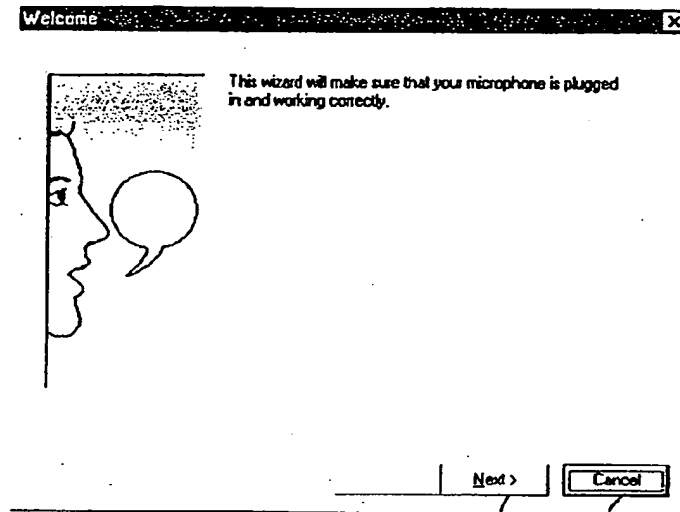 Welcome
This wizard will make sure that your microphone is plugged
in and working correctly.
Next >
Cancel